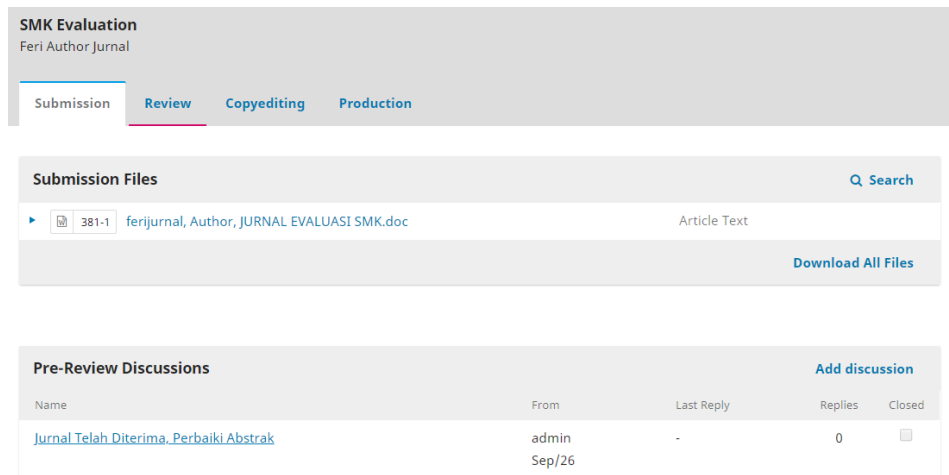 SMK Evaluation
Feri Author Jurnal
Submission Review Copyediting Production
Submission Files Search
381-1 ferijurnal, Author, JURNAL EVALUASI SMK.doc Article Text
Download All Files
Pre-Review Discussions Add discussion
Name From Last Reply Replies Closed
Jurnal Telah Diterima, Perbaiki Abstrak admin - 0
Sep/26